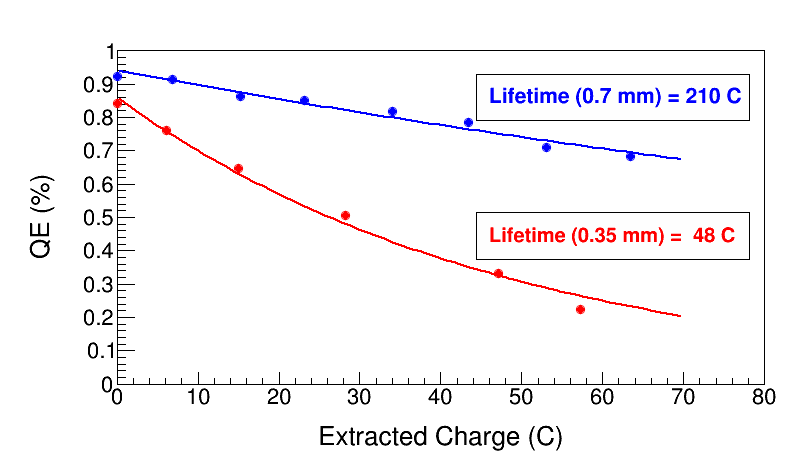 1
0.9
0.8
0.7
0.6
0.5
0.4
0.3
0.2
0.1
0
QE (%)
Lifetime (0.7 mm) = 210 C
Lifetime (0.35 mm) =  48 C
0 10 20 30 40 50 60 70 80
Extracted Charge (C)